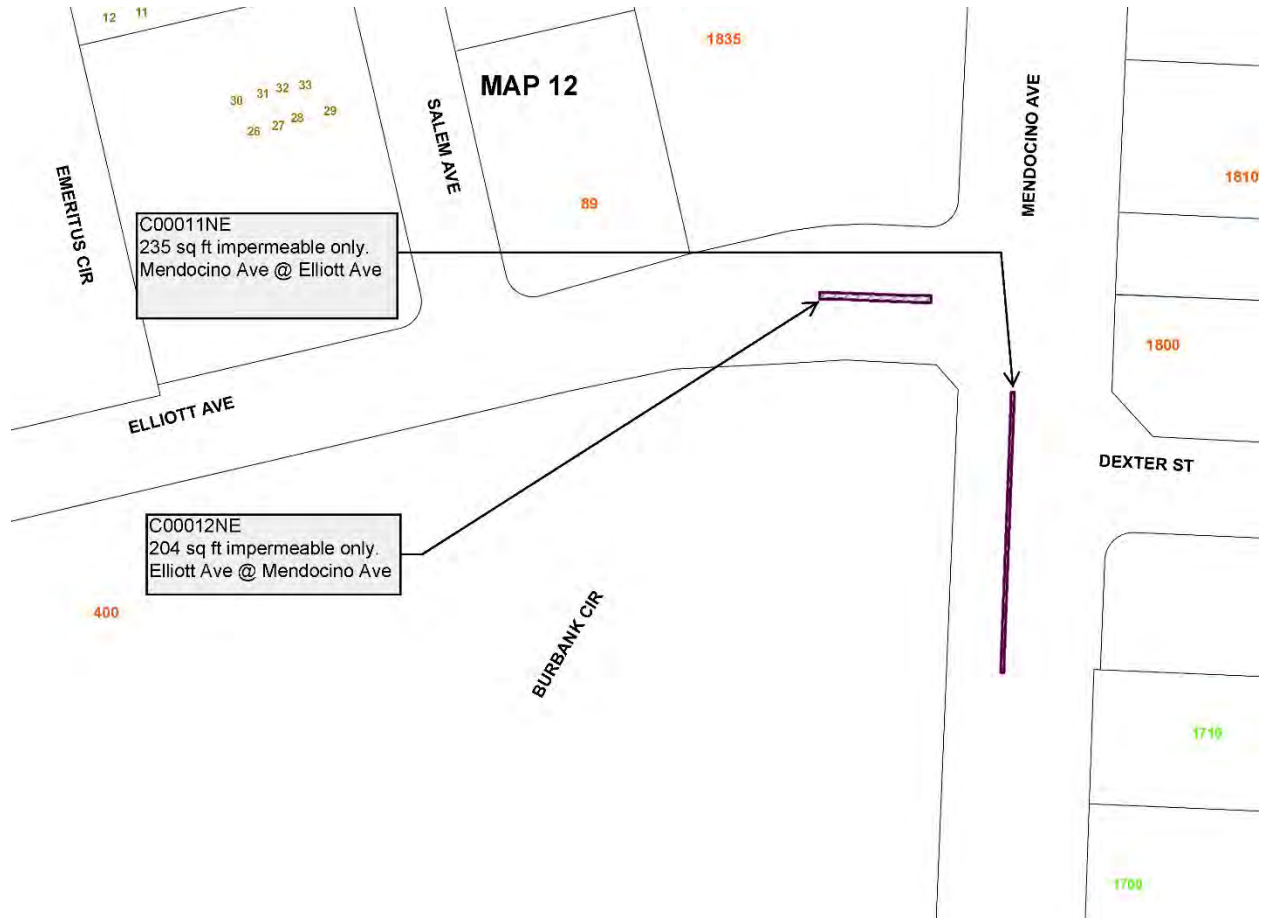 12 11
1835
MAP 12
30 31 32 33
26 27 28 29
SALEM AVE
MENDOCINO AVE
EMERITUS CIR
1810
89
C00011NE
235 sq ft impermeable only.
Mendocino Ave @ Elliott Ave
1800
ELLIOTT AVE
DEXTER ST
C00012NE
204 sq ft impermeable only.
Elliott Ave @ Mendocino Ave
400
BURBANK CIR
1710
1700